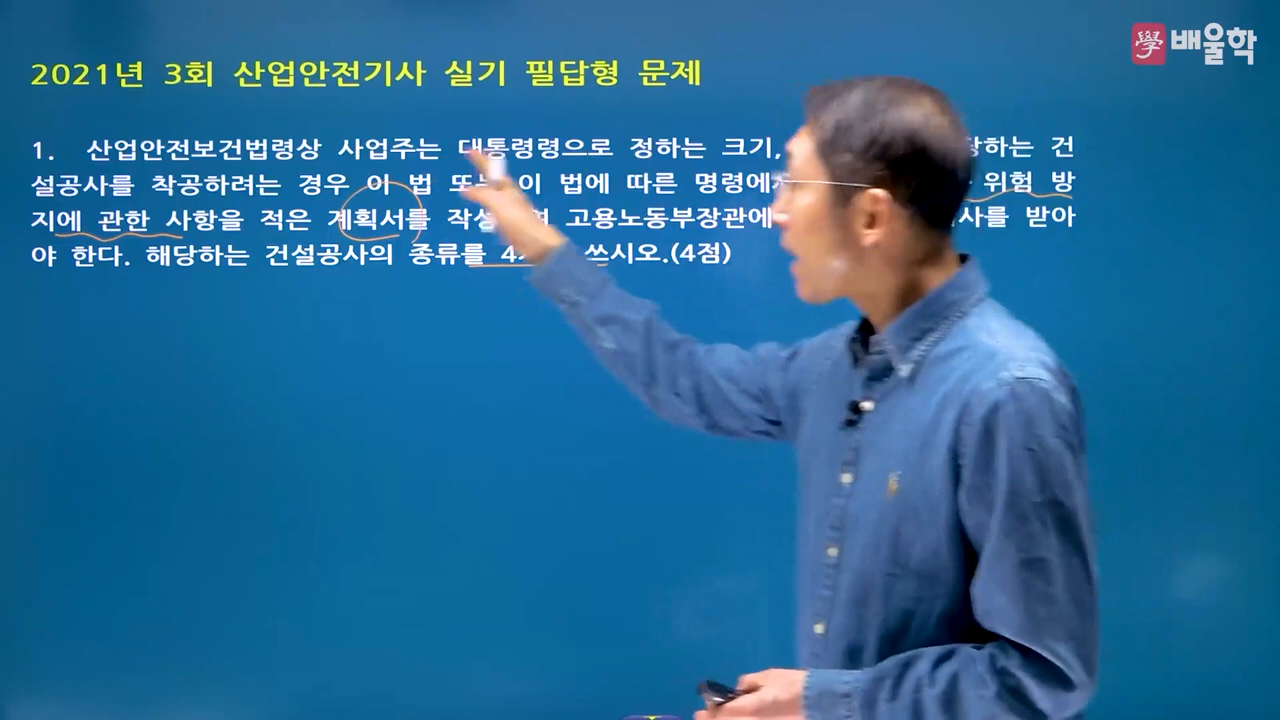 學 배울학
2021년 3회 산업안전기사 실기 필답형 문제
1. 산업안전보건법령상 사업주는 대통령령으로 정하는 크기, 하는 건
설공사를 착공하려는 경우 이 법 또는 이 법에 따른 명령에 위험 방
지에 관한 사항을 적은 계획서를 작성 고용노동부장관에 받아
야 한다. 해당하는 건설공사의 종류를 쓰시오.(4점)